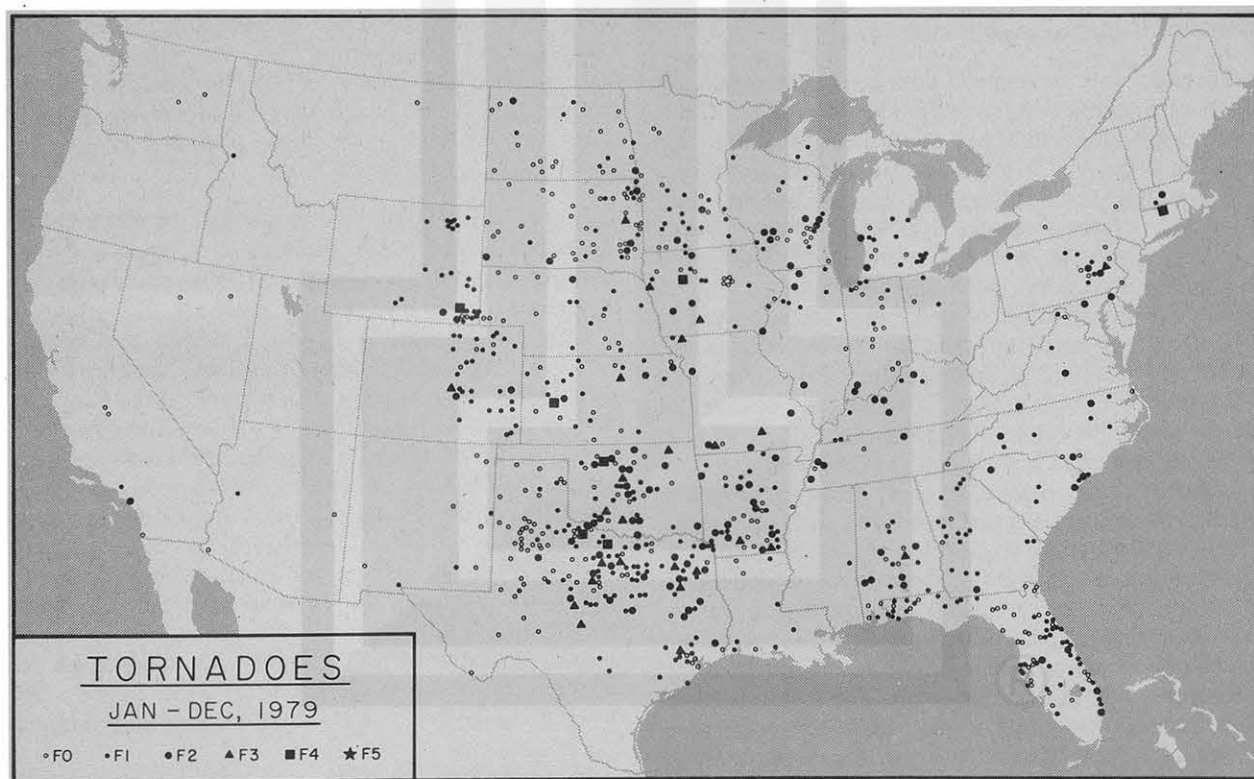 TORNADOES
JAN – DEC, 1979
∘F0 •F1 ●F2 ▲F3 ■F4 ★F5